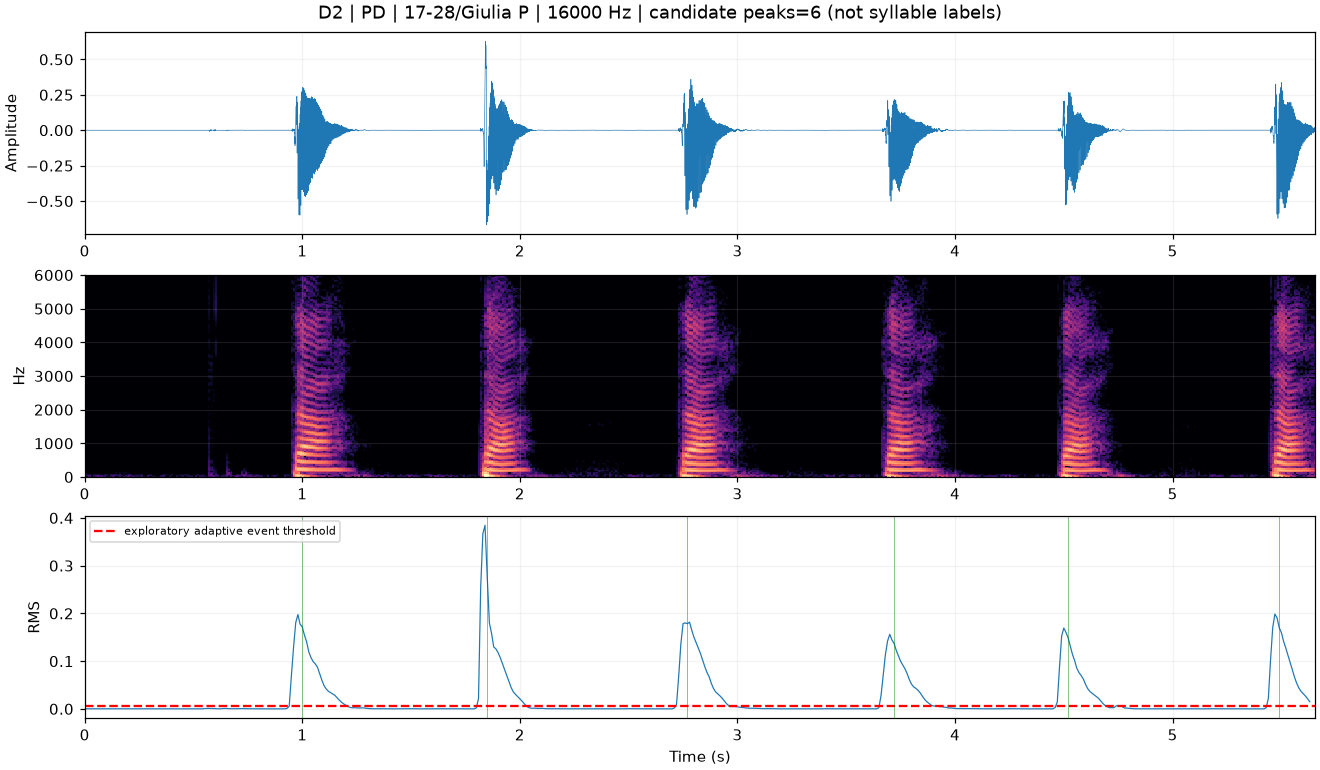 D2 | PD | 17-28/Giulia P | 16000 Hz | candidate peaks=6 (not syllable labels)
Amplitude
0.50
0.25
0.00
−0.25
−0.50
0 1 2 3 4 5
Hz
6000
5000
4000
3000
2000
1000
0
0 1 2 3 4 5
RMS
0.4
0.3
0.2
0.1
0.0
exploratory adaptive event threshold
0 1 2 3 4 5
Time (s)